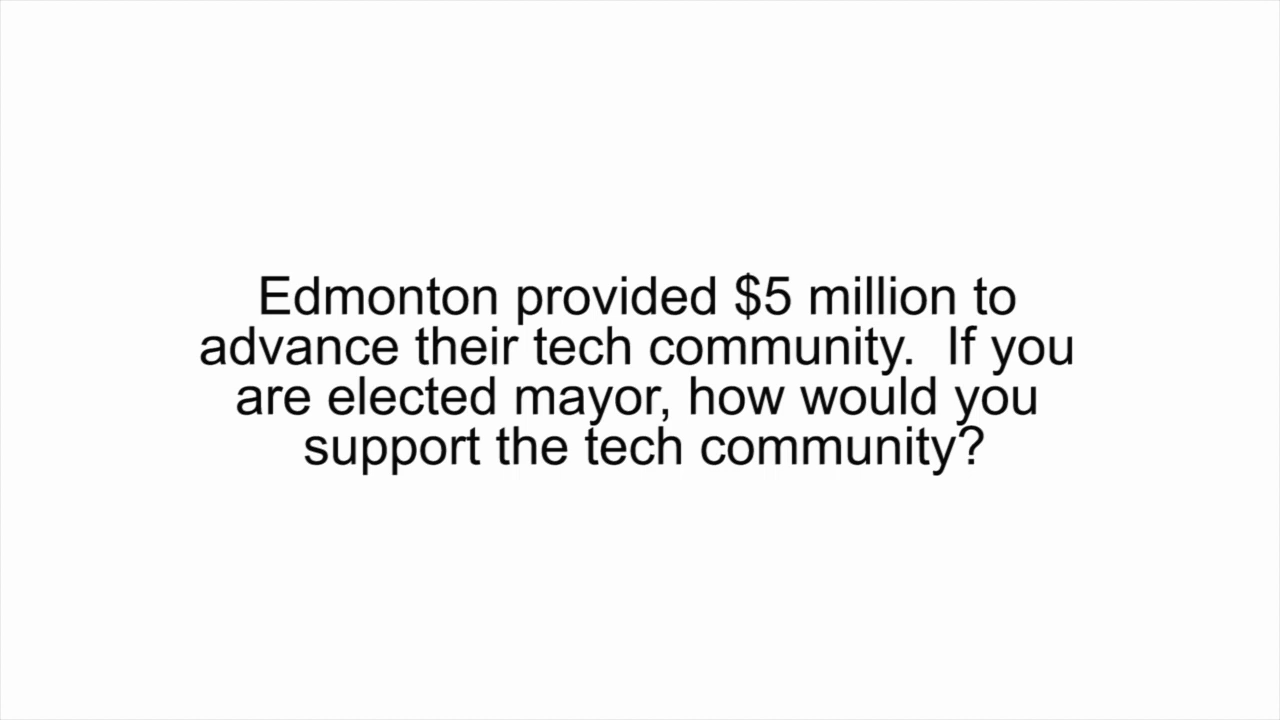 Edmonton provided $5 million to
advance their tech community.  If you
are elected mayor, how would you
support the tech community?